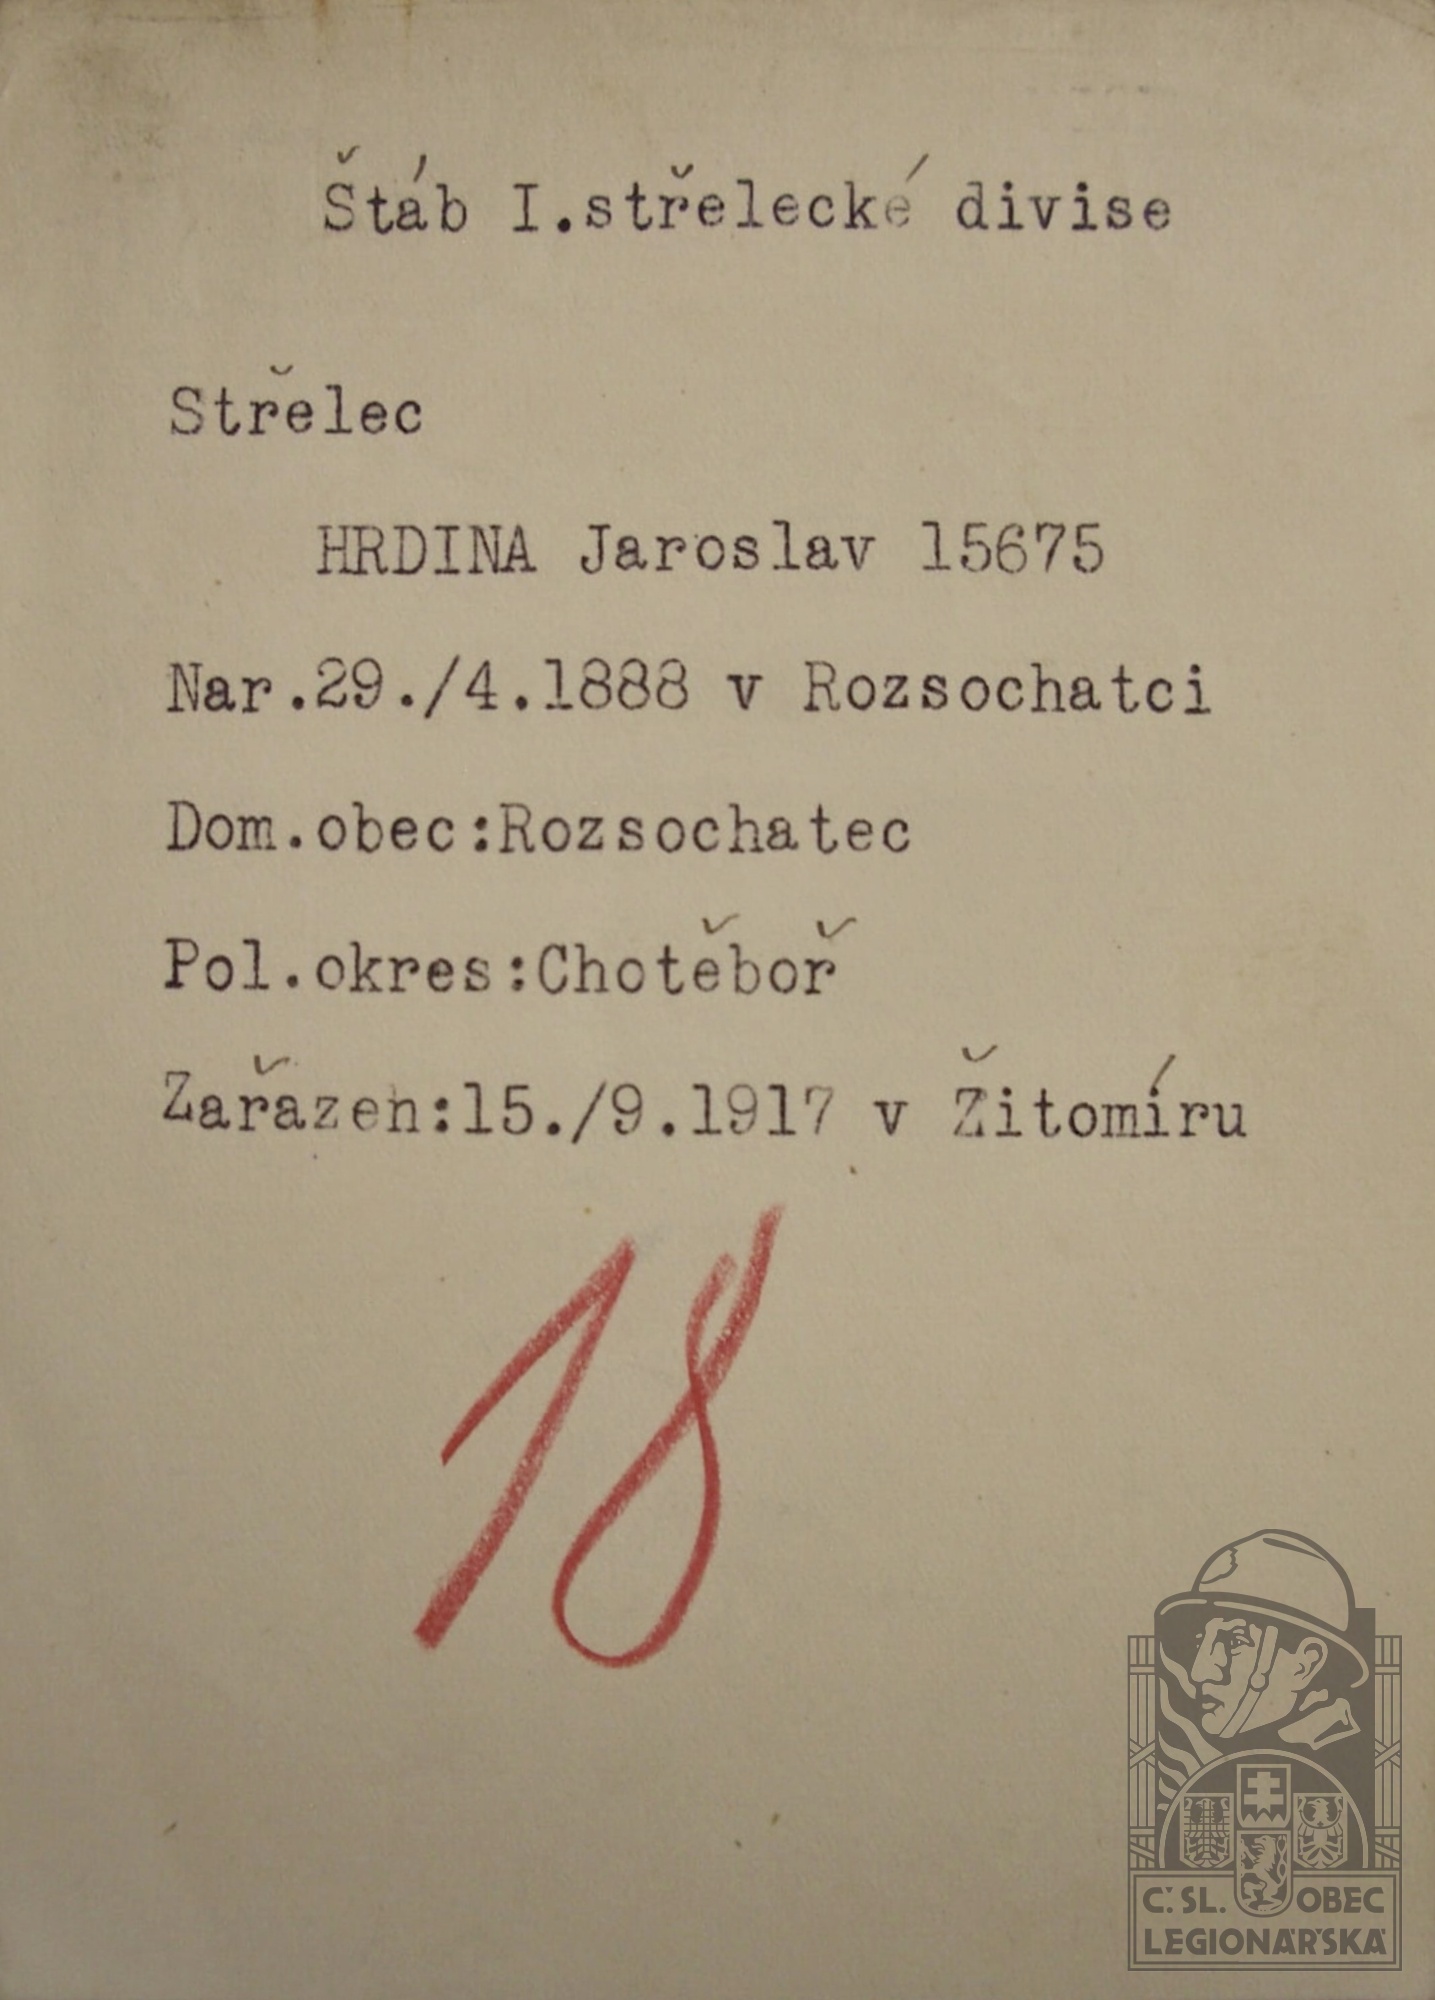 Štáb I.střelecké divise
Střelec
HRDINA Jaroslav 15675
Nar.29./4.1888 v Rozsochatci
Dom.obec:Rozsochatec
Pol.okres:Chotěboř
Zařazen:15./9.1917 v Žitomíru
18
Č.SL. OBEC
LEGIONÁŘSKÁ